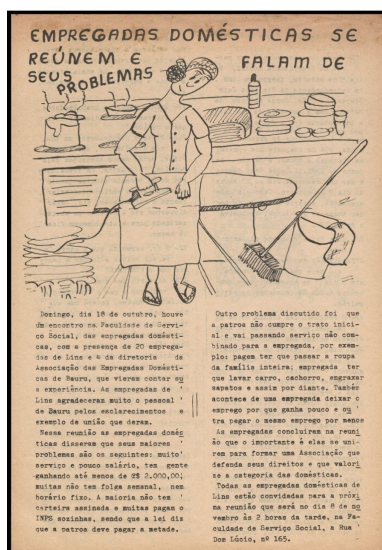 EMPREGADAS DOMÉSTICAS SE
REÚNEM E FALAM DE
SEUS PROBLEMAS
Domingo, dia 18 de outubro, houve
um encontro na Faculdade de Servi-
ço Social, das empregadas domésti-
cas, com a presença de 20 emprega-
das de Lins e 4 da diretoria da
Associação das Empregadas Domésti-
cas de Bauru, que vieram contar su
a experiência. As empregadas de '
Lins agradeceram muito o pessoal '
de Bauru pelos esclarecimentos e
exemplo de união que deram.
Nessa reunião as empregadas domés
ticas disseram que seus maiores '
problemas são os seguintes: muito'
serviço e pouco salário, tem gente
ganhando até menos de C$ 2.000,00;
muitas não tem folga semanal, nem
horário fixo. A maioria não tem '
carteira assinada e muitas pagam o
INPS sozinhas, sendo que a lei diz
que a patroa deve pagar a metade.
Outro problema discutido foi que
a patroa não cumpre o trato inici-
al e vai passando serviço não com-
binado para a empregada, por exem-
plo: pagem ter que passar a roupa
da família inteira; empregada ter
que lavar carro, cachorro, engraxar
sapatos e assim por diante. Também
acontece de uma empregada deixar o
emprego por que ganha pouco e ou '
tra pegar o mesmo emprego por menos
As empregadas concluiram na reuni
ão que o importante é elas se uni-
rem para formar uma Associação que
defenda seus direitos e que valori
ze a categoria das domésticas.
Todas as empregadas domésticas de
Lins estão convidadas para a próxi
ma reunião que será no dia 8 de no
vembro às 2 horas da tarde, na Fa-
culdade de Serviço Social, a Rua '
Dom Lúcio, nº 165.